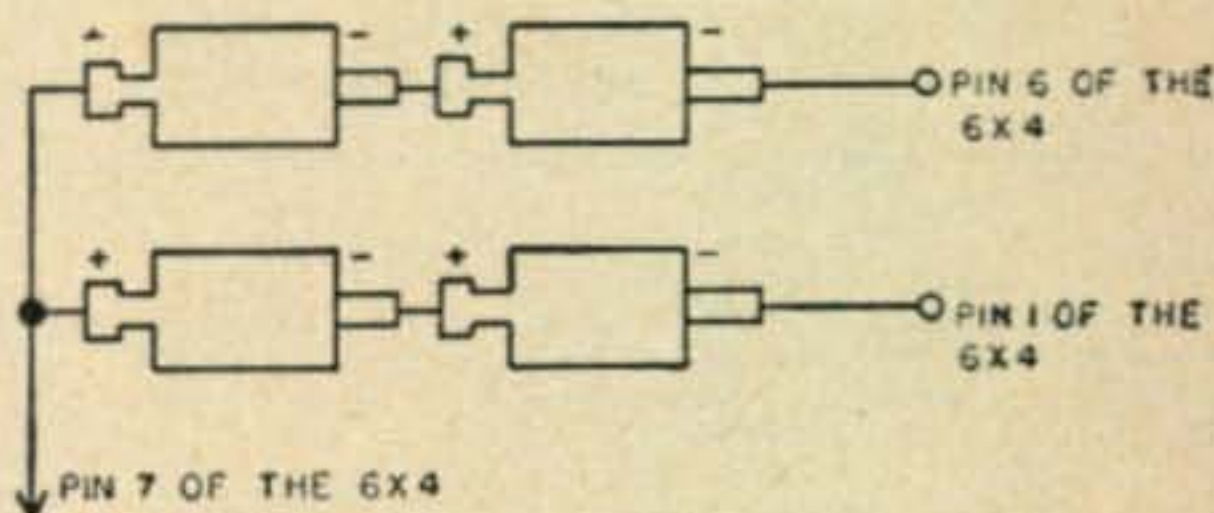 + - + -
PIN 6 OF THE
6X4
+ - + -
PIN 1 OF THE
6X4
PIN 7 OF THE 6X4